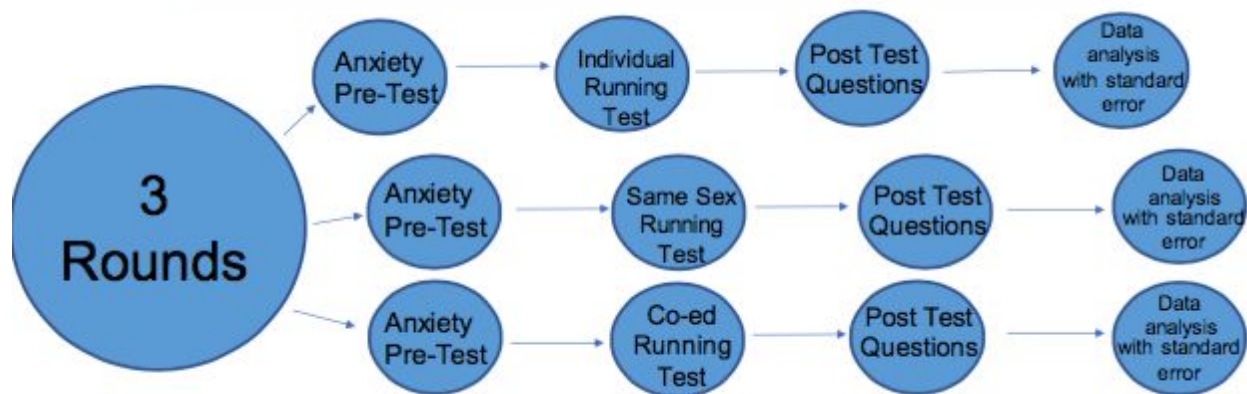 3
Rounds
Anxiety
Pre-Test
Individual
Running
Test
Post Test
Questions
Data
analysis
with standard
error
Anxiety
Pre-Test
Same Sex
Running
Test
Post Test
Questions
Data
analysis
with standard
error
Anxiety
Pre-Test
Co-ed
Running
Test
Post Test
Questions
Data
analysis
with standard
error